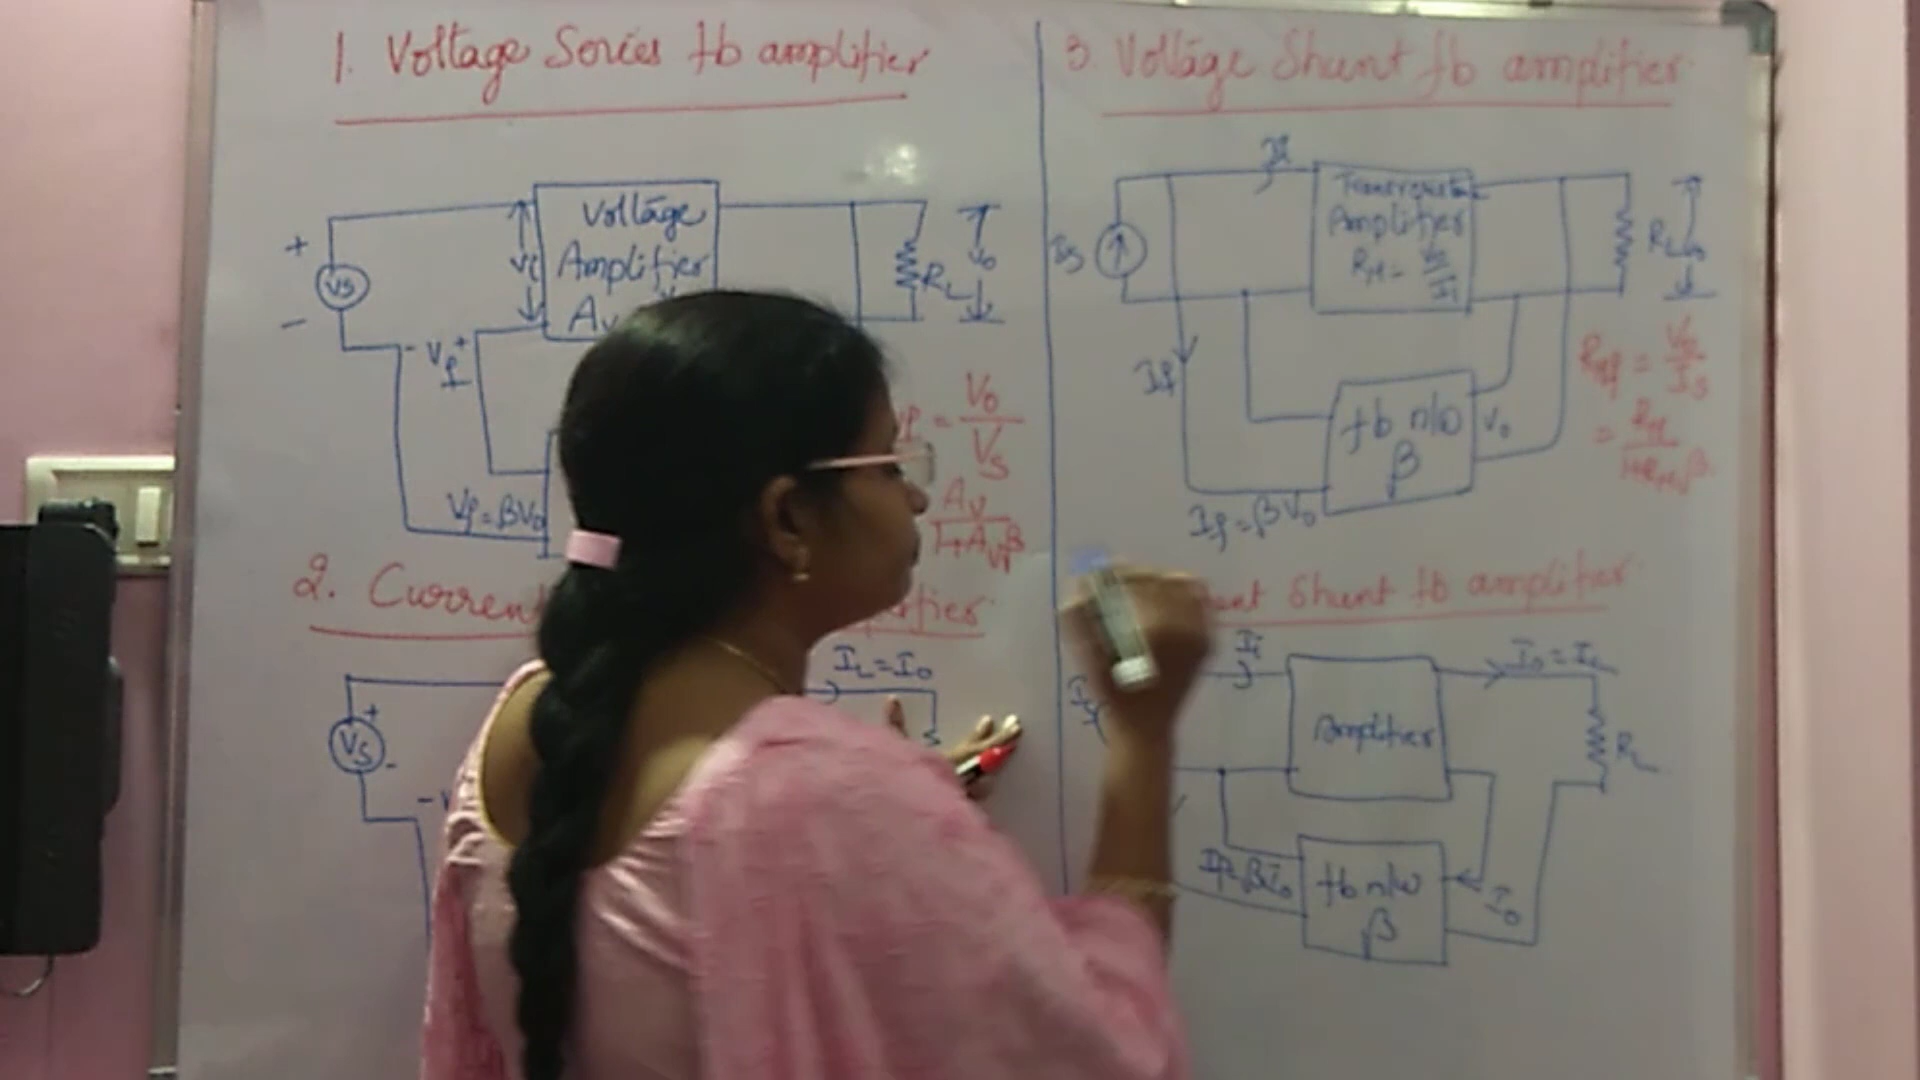 1. Voltage Series fb amplifier
+
Vs
-
Vi
Voltage
Amplifier
Av
RL
Vo
- Vf +
Vf = βVo
= Vo
Vs
Av
1+Avβ
2. Current
IL = Io
+
Vs
-
3. Voltage Shunt fb amplifier
Is
Amplifier
RM =
Ii
RL
If
fb n/w
β
Vo
If = βVo
RMf = Vo
Is
= RM
1+RMβ
Shunt fb amplifier
Ii
Io = IL
Amplifier
RL
If = βIo
fb n/w
β
Io